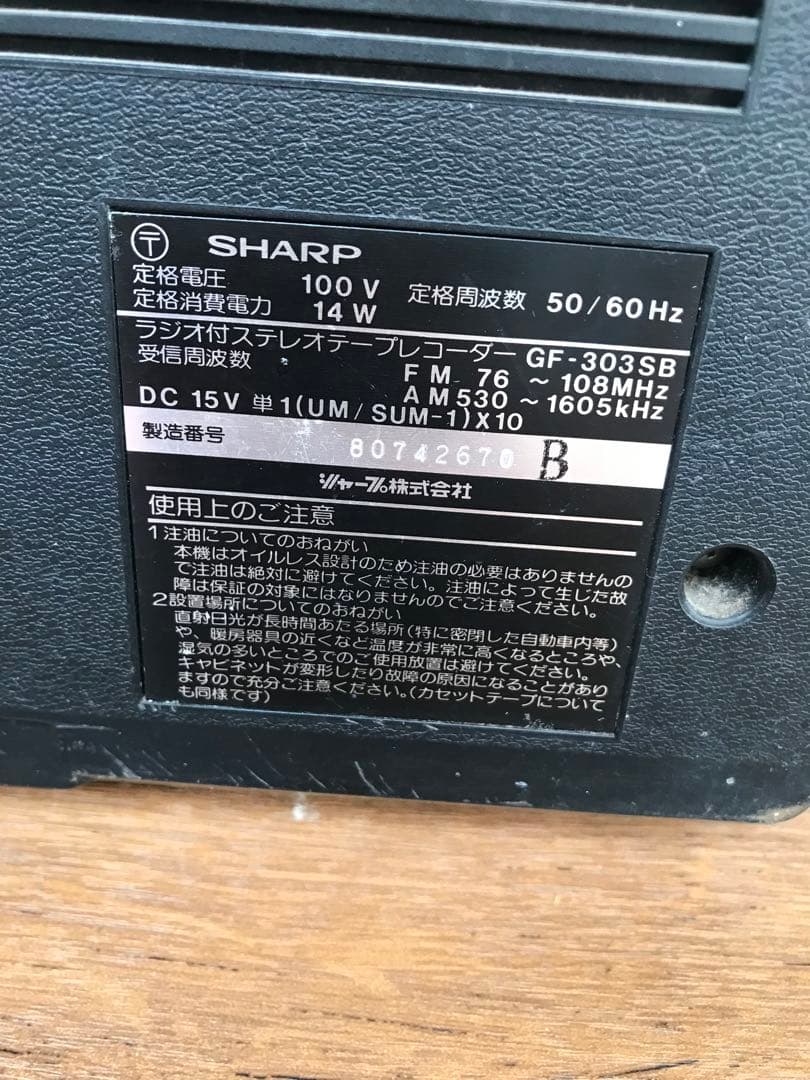 〒 SHARP
定格電圧 100V 定格周波数 50/60Hz
定格消費電力 14W
ラジオ付ステレオテープレコーダー GF-303SB
受信周波数 FM 76 ~ 108MHz
AM 530 ~ 1605kHz
DC 15V 単1(UM/SUM-1)X10
製造番号 80742670 B
シャープ株式会社
使用上のご注意
1注油についてのおねがい
本機はオイルレス設計のため注油の必要はありませんの
で注油は絶対に避けてください。注油によって生じた故
障は保証の対象にはなりませんのでご注意ください。
2設置場所についてのおねがい
直射日光が長時間あたる場所(特に密閉した自動車内等)
や、暖房器具の近くなど温度が非常に高くなるところや、
湿気の多いところでのご使用放置は避けてください。
キャビネットが変形したり故障の原因になることがあり
ますので充分ご注意ください。(カセットテープについて
も同様です)